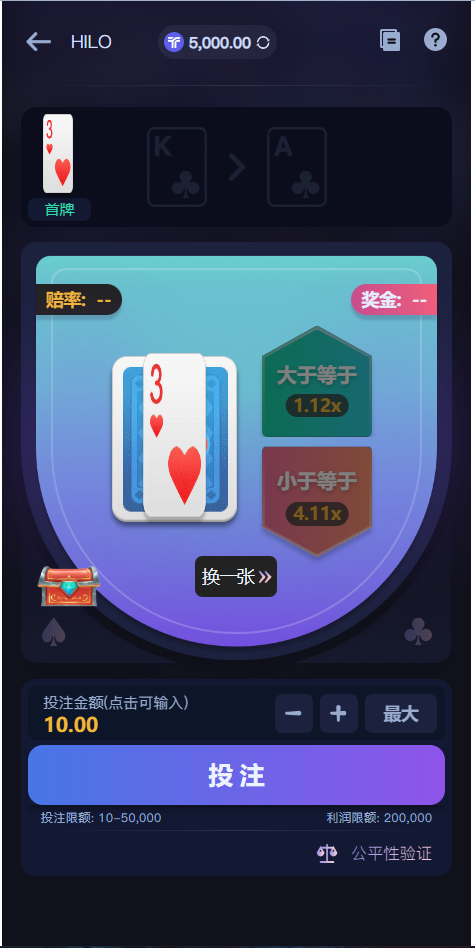 HILO
5,000.00
3
首牌
K
A
赔率: --
奖金: --
3
大于等于
1.12x
小于等于
4.11x
换一张»
投注金额(点击可输入)
10.00
最大
投注
投注限额: 10-50,000
利润限额: 200,000
公平性验证